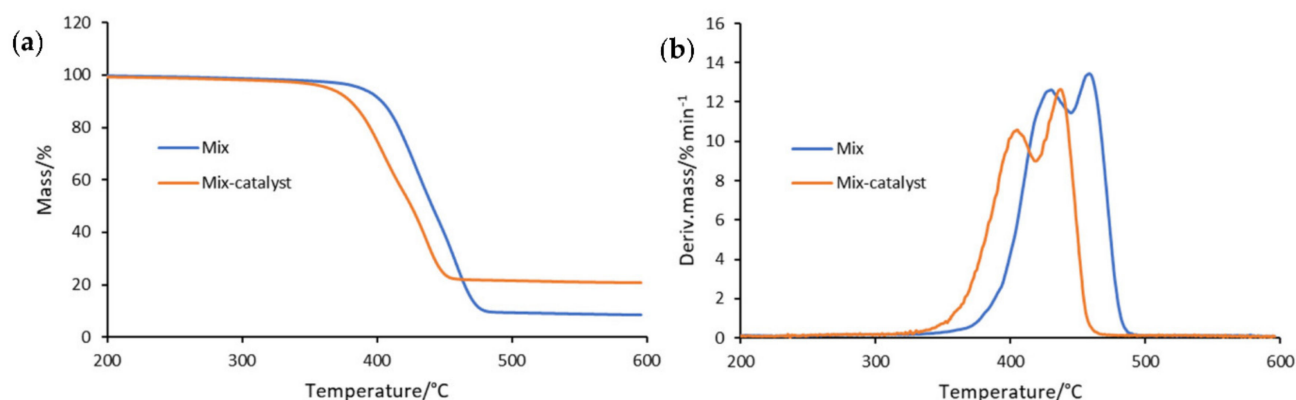 (a)
120
100
80
60
40
20
0
Mass/%
Mix
Mix-catalyst
200 300 400 500 600
Temperature/°C
(b)
16
14
12
10
8
6
4
2
0
Deriv.mass/% min⁻¹
Mix
Mix-catalyst
200 300 400 500 600
Temperature/°C